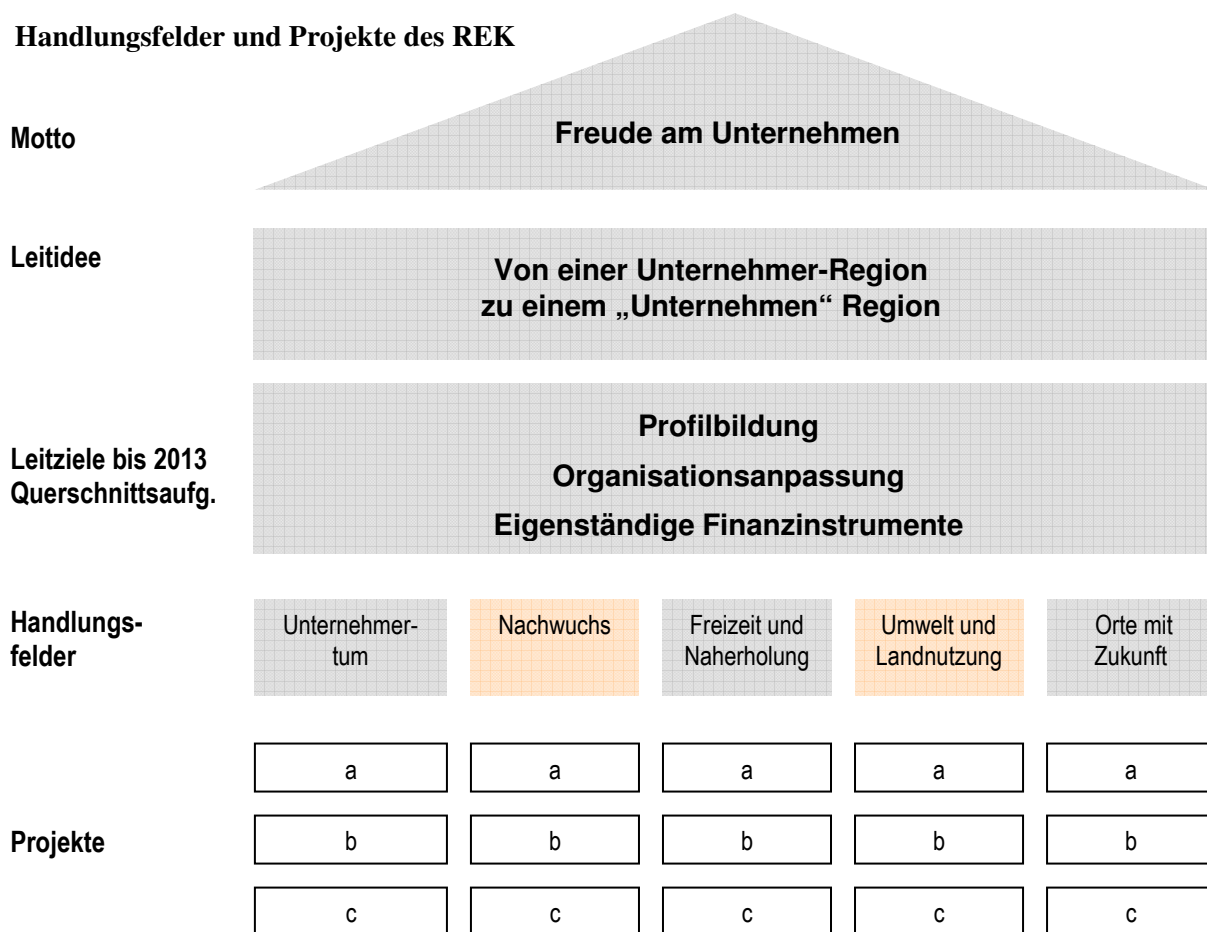 Handlungsfelder und Projekte des REK
Motto
Freude am Unternehmen
Leitidee
Von einer Unternehmer-Region
zu einem „Unternehmen“ Region
Leitziele bis 2013
Querschnittsaufg.
Profilbildung
Organisationsanpassung
Eigenständige Finanzinstrumente
Handlungs-
felder
Unternehmer-
tum
Nachwuchs
Freizeit und
Naherholung
Umwelt und
Landnutzung
Orte mit
Zukunft
Projekte
a a a a a
b b b b b
c c c c c